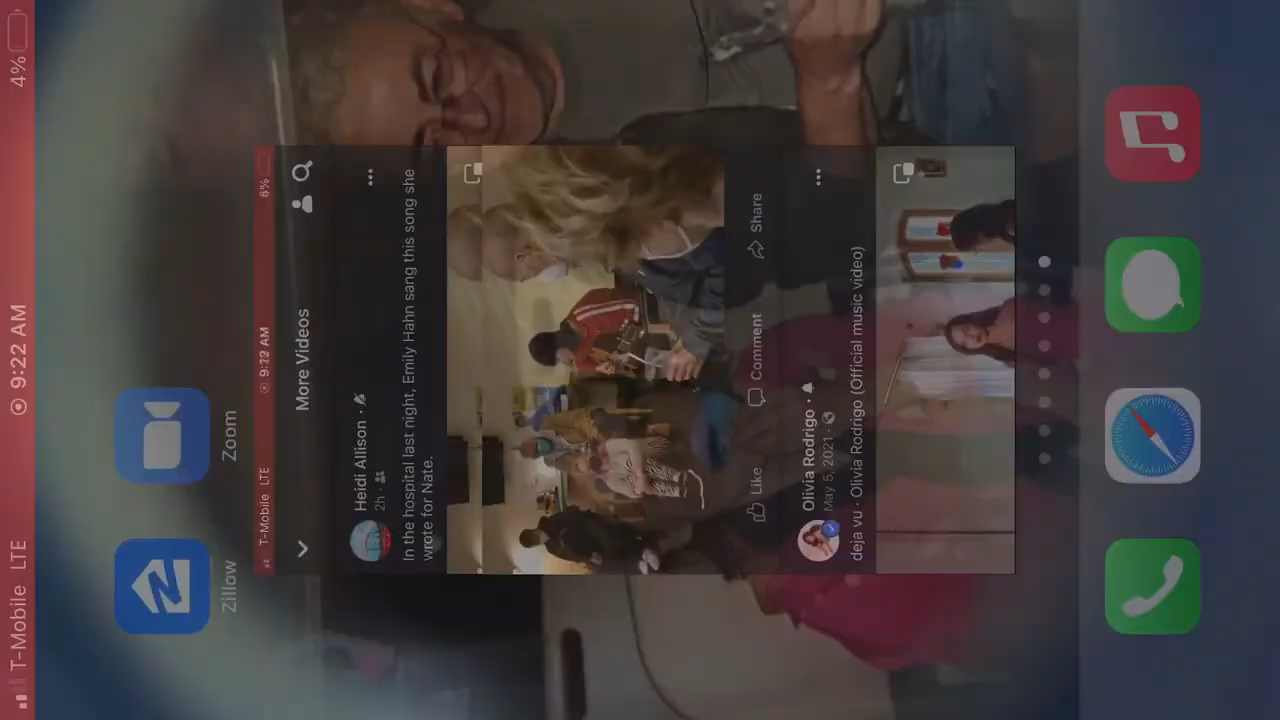 T-Mobile LTE
9:22 AM
4%
Zillow
Zoom
T-Mobile LTE
9:22 AM
6%
More Videos
Heidi Allison
2h
In the hospital last night, Emily Hahn sang this song she
wrote for Nate.
Like
Comment
Share
Olivia Rodrigo
May 5, 2021
deja vu - Olivia Rodrigo (Official music video)